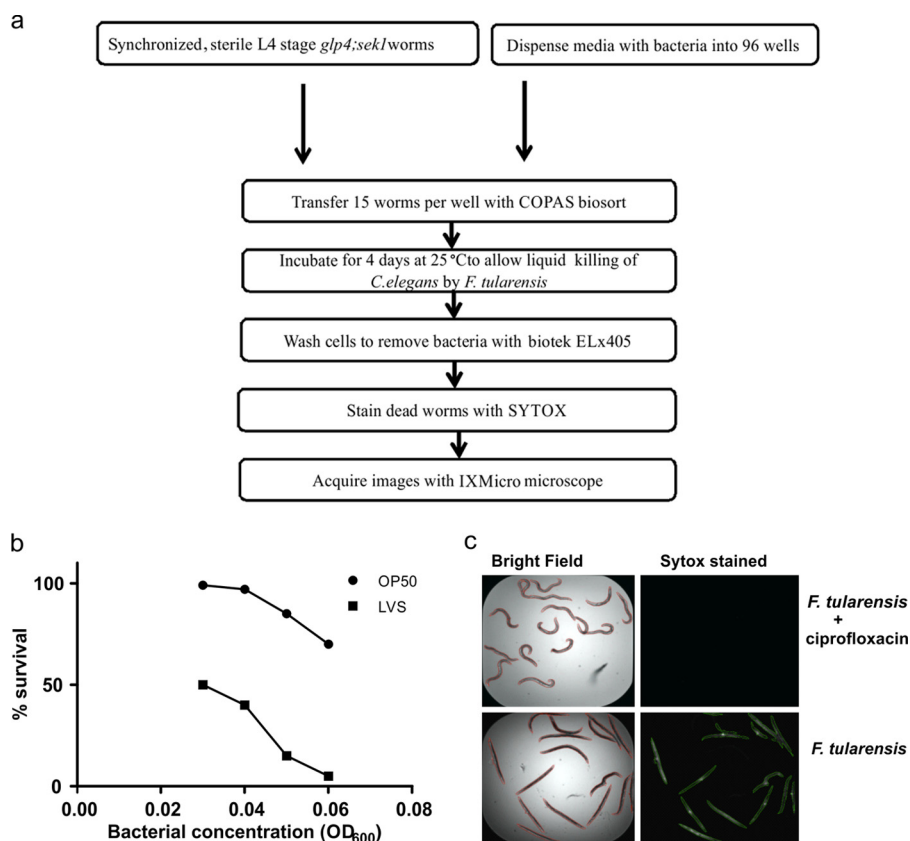 a
Synchronized, sterile L4 stage glp4;sek1 worms
Dispense media with bacteria into 96 wells
Transfer 15 worms per well with COPAS biosort
Incubate for 4 days at 25 °Cto allow liquid killing of
C.elegans by F. tularensis
Wash cells to remove bacteria with biotek ELx405
Stain dead worms with SYTOX
Acquire images with IXMicro microscope
b
100
50
0
% survival
OP50
LVS
0.00
0.02
0.04
0.06
0.08
Bacterial concentration (OD600)
c
Bright Field
Sytox stained
F. tularensis
+
ciprofloxacin
F. tularensis